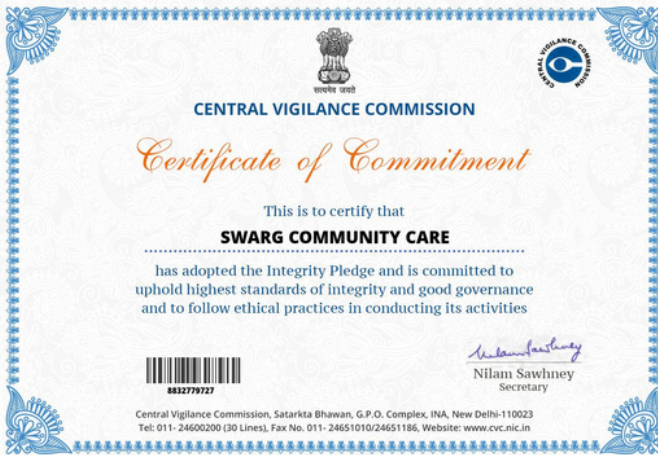 सत्यमेव जयते
CENTRAL VIGILANCE COMMISSION
CENTRAL VIGILANCE COMMISSION
Certificate of Commitment
This is to certify that
SWARG COMMUNITY CARE
has adopted the Integrity Pledge and is committed to
uphold highest standards of integrity and good governance
and to follow ethical practices in conducting its activities
Nilam Sawhney
Nilam Sawhney
Secretary
8832779727
Central Vigilance Commission, Satarkta Bhawan, G.P.O. Complex, INA, New Delhi-110023
Tel: 011- 24600200 (30 Lines), Fax No. 011- 24651010/24651186, Website: www.cvc.nic.in